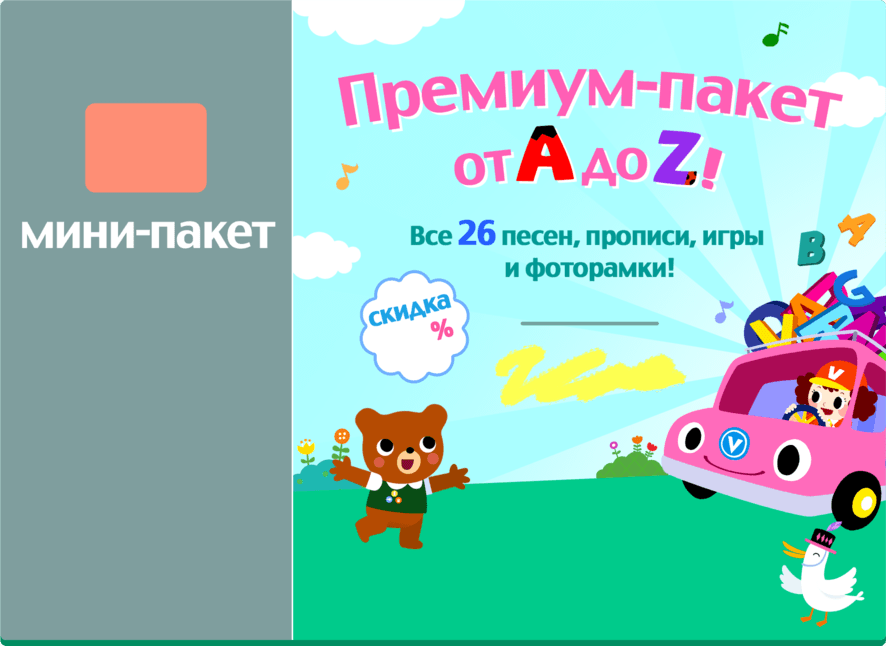 мини-пакет
Премиум-пакет
от A до Z!
Все 26 песен, прописи, игры
и фоторамки!
скидка
%
B
A
V
A
G
V
V